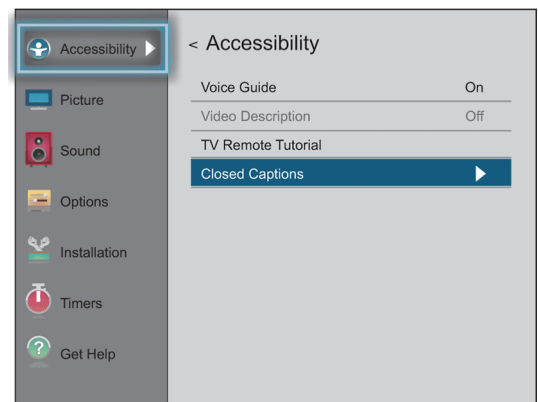 Accessibility
Picture
Sound
Options
Installation
Timers
Get Help
< Accessibility
Voice Guide On
Video Description Off
TV Remote Tutorial
Closed Captions